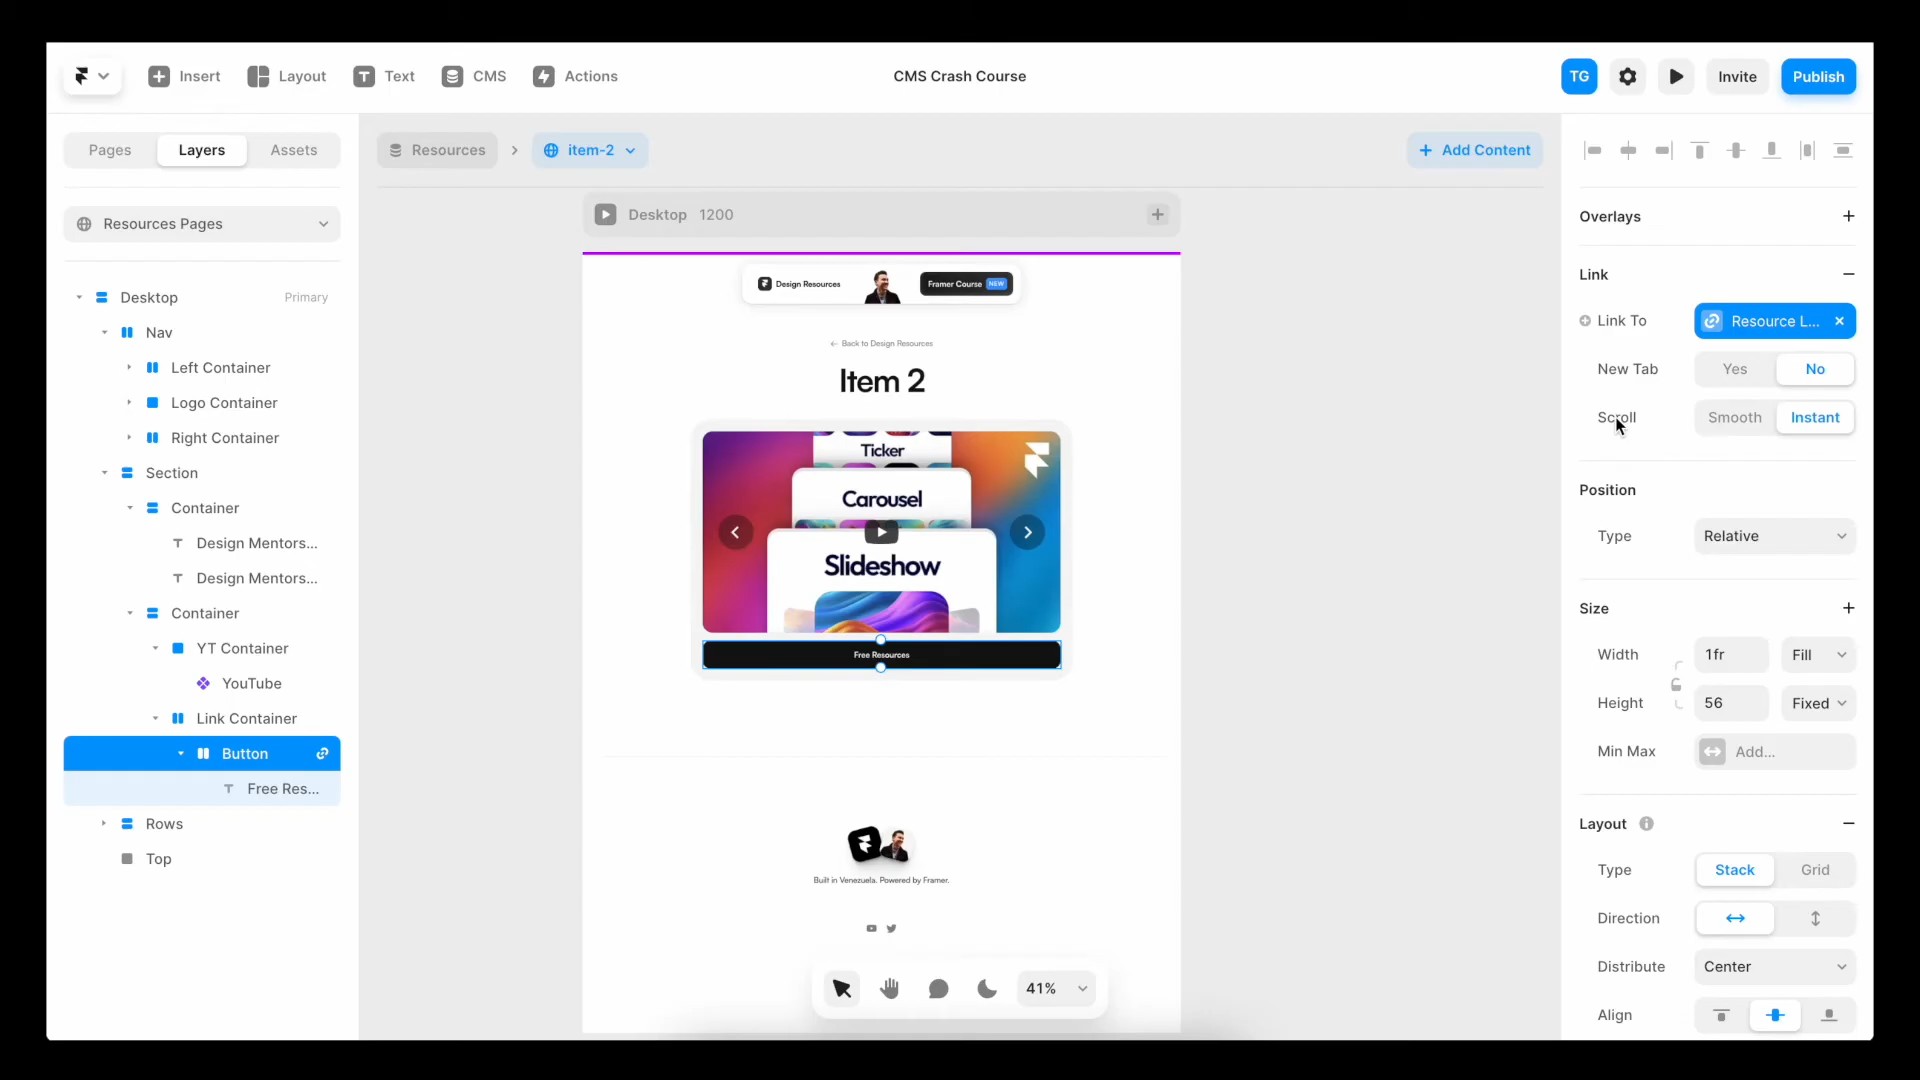 Insert
Layout
Text
CMS
Actions
CMS Crash Course
TG
Invite
Publish
Pages
Layers
Assets
Resources
item-2
Add Content
Resources Pages
Desktop
Primary
Nav
Left Container
Logo Container
Right Container
Section
Container
Design Mentors...
Design Mentors...
Container
YT Container
YouTube
Link Container
Button
Free Res...
Rows
Top
Desktop 1200
Design Resources
Framer Course NEW
← Back to Design Resources
Item 2
Ticker
Carousel
Slideshow
Free Resources
Built in Venezuela. Powered by Framer.
41%
Overlays
Link
Link To
Resource L...
New Tab
Yes
No
Scroll
Smooth
Instant
Position
Type
Relative
Size
Width
1fr
Fill
Height
56
Fixed
Min Max
Add...
Layout
Type
Stack
Grid
Direction
Distribute
Center
Align